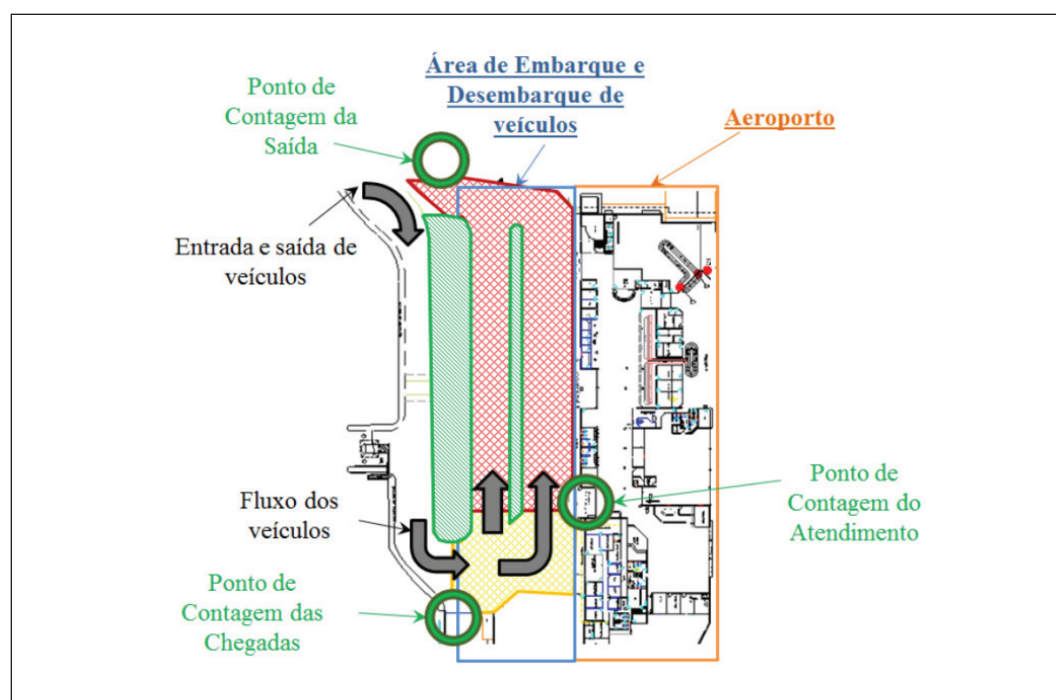 Área de Embarque e
Desembarque de
veículos
Ponto de
Contagem da
Saída
Aeroporto
Entrada e saída de
veículos
Fluxo dos
veículos
Ponto de
Contagem do
Atendimento
Ponto de
Contagem das
Chegadas